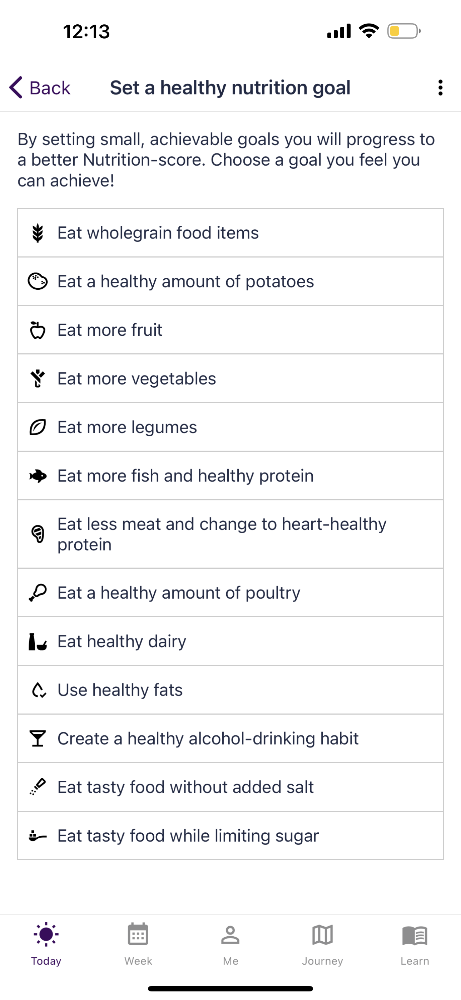 12:13
Back
Set a healthy nutrition goal
By setting small, achievable goals you will progress to
a better Nutrition-score. Choose a goal you feel you
can achieve!
Eat wholegrain food items
Eat a healthy amount of potatoes
Eat more fruit
Eat more vegetables
Eat more legumes
Eat more fish and healthy protein
Eat less meat and change to heart-healthy
protein
Eat a healthy amount of poultry
Eat healthy dairy
Use healthy fats
Create a healthy alcohol-drinking habit
Eat tasty food without added salt
Eat tasty food while limiting sugar
Today
Week
Me
Journey
Learn